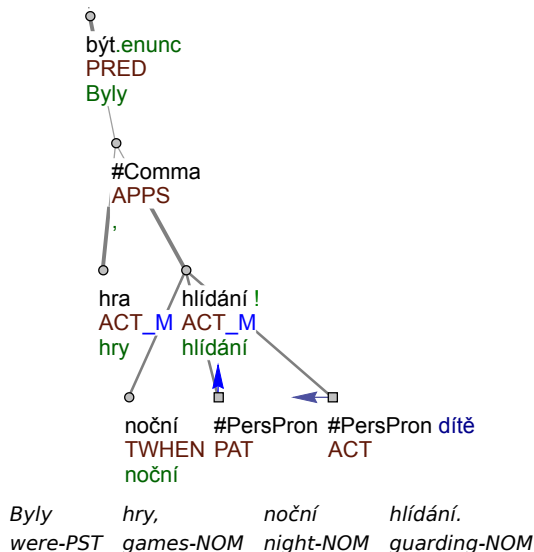 být.enunc
PRED
Byly
#Comma
APPS
,
hra hlídání !
ACT_M ACT_M
hry hlídání
noční #PersPron #PersPron dítě
TWHEN PAT ACT
noční
Byly hry, noční hlídání.
were-PST games-NOM night-NOM guarding-NOM